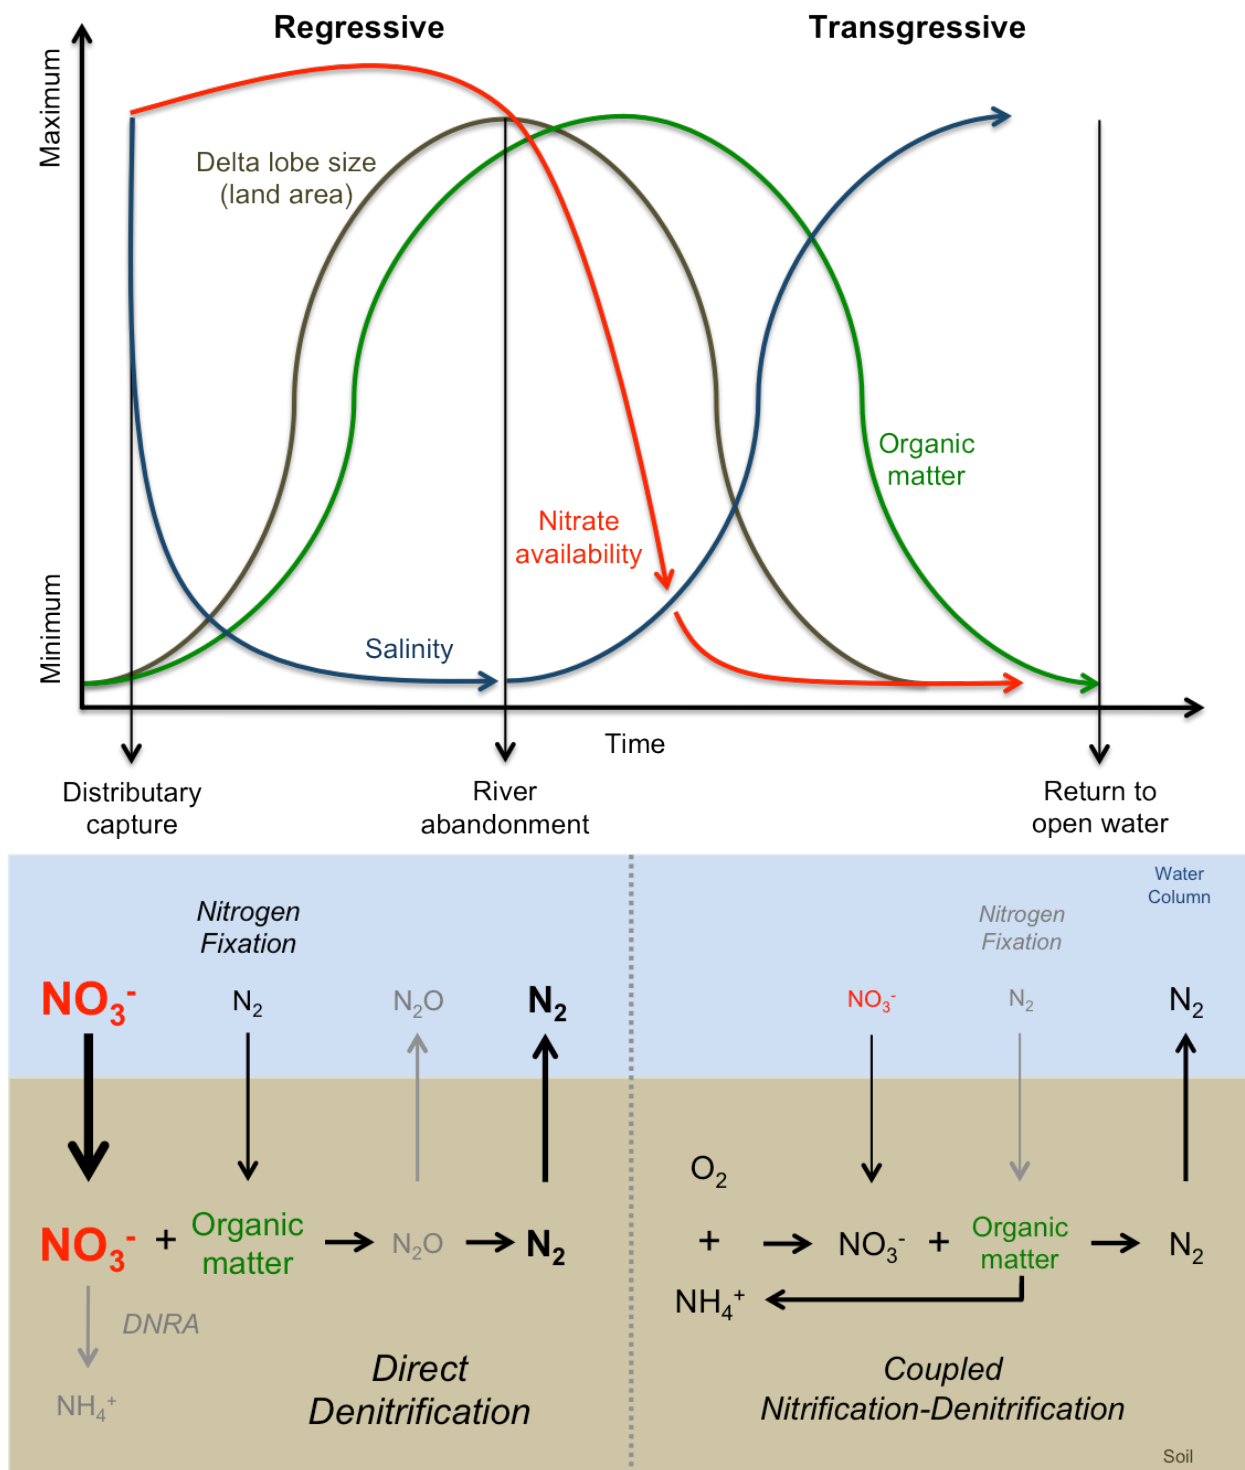 Regressive
Transgressive
Maximum
Minimum
Delta lobe size
(land area)
Organic
matter
Nitrate
availability
Salinity
Time
Distributary
capture
River
abandonment
Return to
open water
Water
Column
Nitrogen
Fixation
Nitrogen
Fixation
NO₃⁻
N₂
N₂O
N₂
NO₃⁻
N₂
N₂
O₂
NO₃⁻ + Organic
matter
N₂O
N₂
+
NO₃⁻ + Organic
matter
N₂
NH₄⁺
DNRA
NH₄⁺
Direct
Denitrification
Coupled
Nitrification-Denitrification
Soil